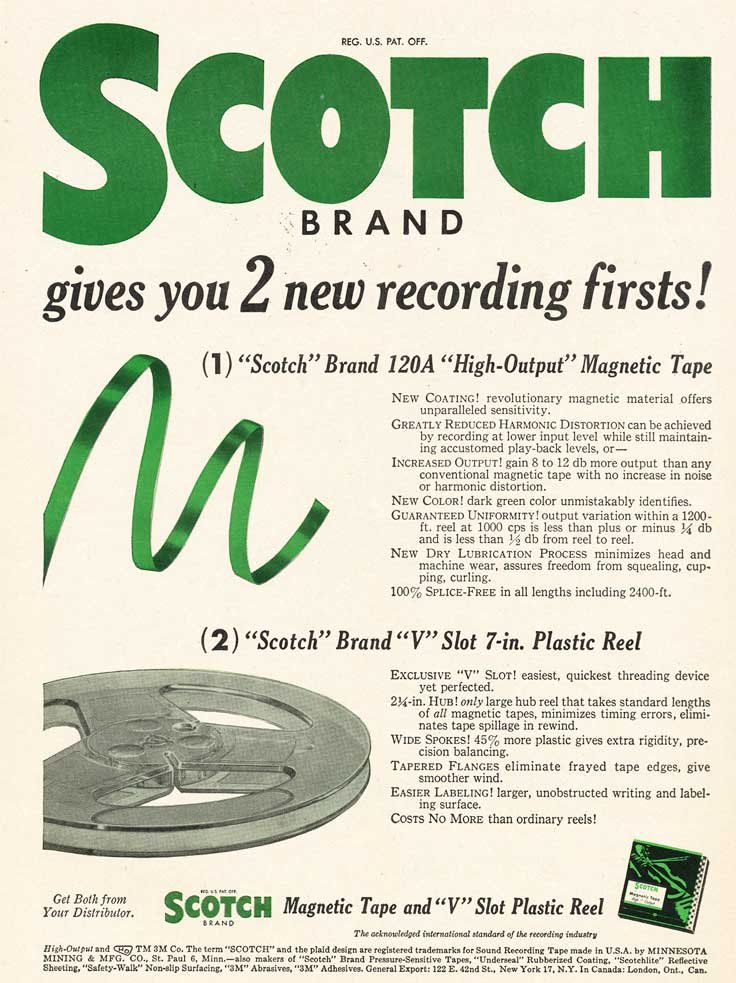 REG. U.S. PAT. OFF.
SCOTCH
BRAND
gives you 2 new recording firsts!
(1) “Scotch” Brand 120A “High-Output” Magnetic Tape
NEW COATING! revolutionary magnetic material offers
unparalleled sensitivity.
GREATLY REDUCED HARMONIC DISTORTION can be achieved
by recording at lower input level while still maintain-
ing accustomed play-back levels, or—
INCREASED OUTPUT! gain 8 to 12 db more output than any
conventional magnetic tape with no increase in noise
or harmonic distortion.
NEW COLOR! dark green color unmistakably identifies.
GUARANTEED UNIFORMITY! output variation within a 1200-
ft. reel at 1000 cps is less than plus or minus ¼ db
and is less than ½ db from reel to reel.
NEW DRY LUBRICATION PROCESS minimizes head and
machine wear, assures freedom from squealing, cup-
ping, curling.
100% SPLICE-FREE in all lengths including 2400-ft.
(2) “Scotch” Brand “V” Slot 7-in. Plastic Reel
EXCLUSIVE “V” SLOT! easiest, quickest threading device
yet perfected.
2¼-in. HUB! only large hub reel that takes standard lengths
of all magnetic tapes, minimizes timing errors, elimi-
nates tape spillage in rewind.
WIDE SPOKES! 45% more plastic gives extra rigidity, pre-
cision balancing.
TAPERED FLANGES eliminate frayed tape edges, give
smoother wind.
EASIER LABELING! larger, unobstructed writing and label-
ing surface.
COSTS NO MORE than ordinary reels!
Get Both from
Your Distributor.
REG. U.S. PAT. OFF.
SCOTCH
BRAND
Magnetic Tape and “V” Slot Plastic Reel
SCOTCH
Magnetic Tape
The acknowledged international standard of the recording industry
High-Output and TM 3M Co. The term “SCOTCH” and the plaid design are registered trademarks for Sound Recording Tape made in U.S.A. by MINNESOTA
MINING & MFG. CO., St. Paul 6, Minn.—also makers of “Scotch” Brand Pressure-Sensitive Tapes, “Underseal” Rubberized Coating, “Scotchlite” Reflective
Sheeting, “Safety-Walk” Non-slip Surfacing, “3M” Abrasives, “3M” Adhesives. General Export: 122 E. 42nd St., New York 17, N.Y. In Canada: London, Ont., Can.